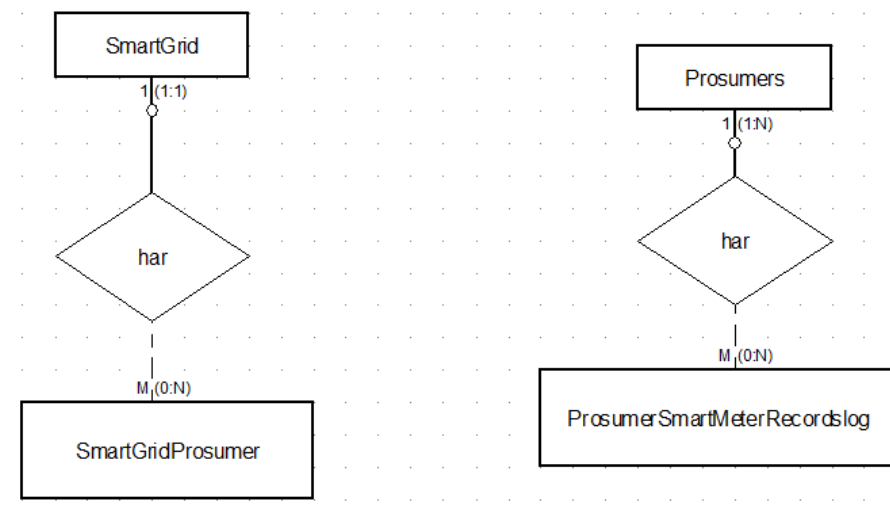 SmartGrid
1 (1:1)
har
M (0:N)
SmartGridProsumer
Prosumers
1 (1:N)
har
M (0:N)
ProsumerSmartMeterRecordslog